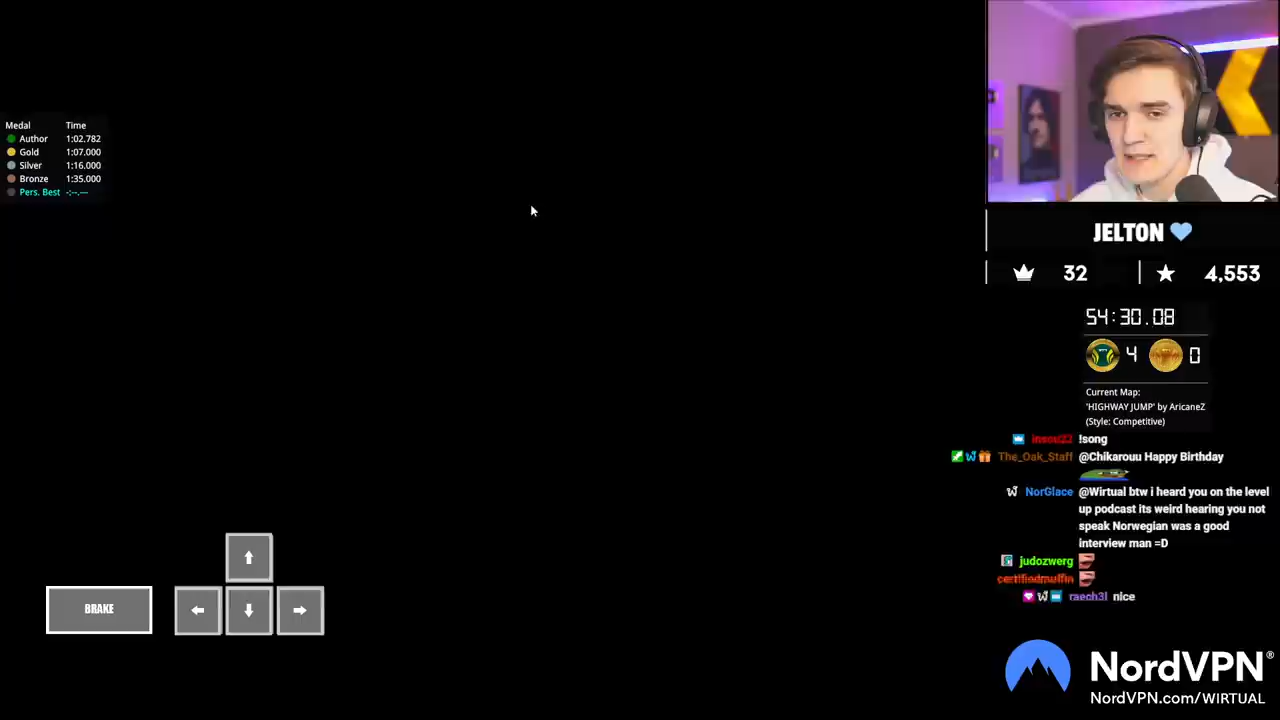 Medal Time
Author 1:02.782
Gold 1:07.000
Silver 1:16.000
Bronze 1:35.000
Pers. Best -:--.---
BRAKE
JELTON
32 4,553
54:30.08
4 0
Current Map:
'HIGHWAY JUMP' by AricaneZ
(Style: Competitive)
!song
The_Oak_Staff @Chikarouu Happy Birthday
NorGlace @Wirtual btw i heard you on the level
up podcast its weird hearing you not
speak Norwegian was a good
interview man =D
judozwerg
certifiedmuffin
raech3l nice
NordVPN®
NordVPN.com/WIRTUAL